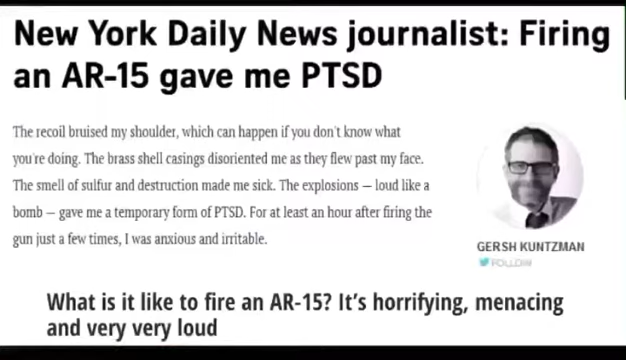 New York Daily News journalist: Firing
an AR-15 gave me PTSD
The recoil bruised my shoulder, which can happen if you don't know what
you're doing. The brass shell casings disoriented me as they flew past my face.
The smell of sulfur and destruction made me sick. The explosions — loud like a
bomb — gave me a temporary form of PTSD. For at least an hour after firing the
gun just a few times, I was anxious and irritable.
GERSH KUNTZMAN
FOLLOW
What is it like to fire an AR-15? It's horrifying, menacing
and very very loud